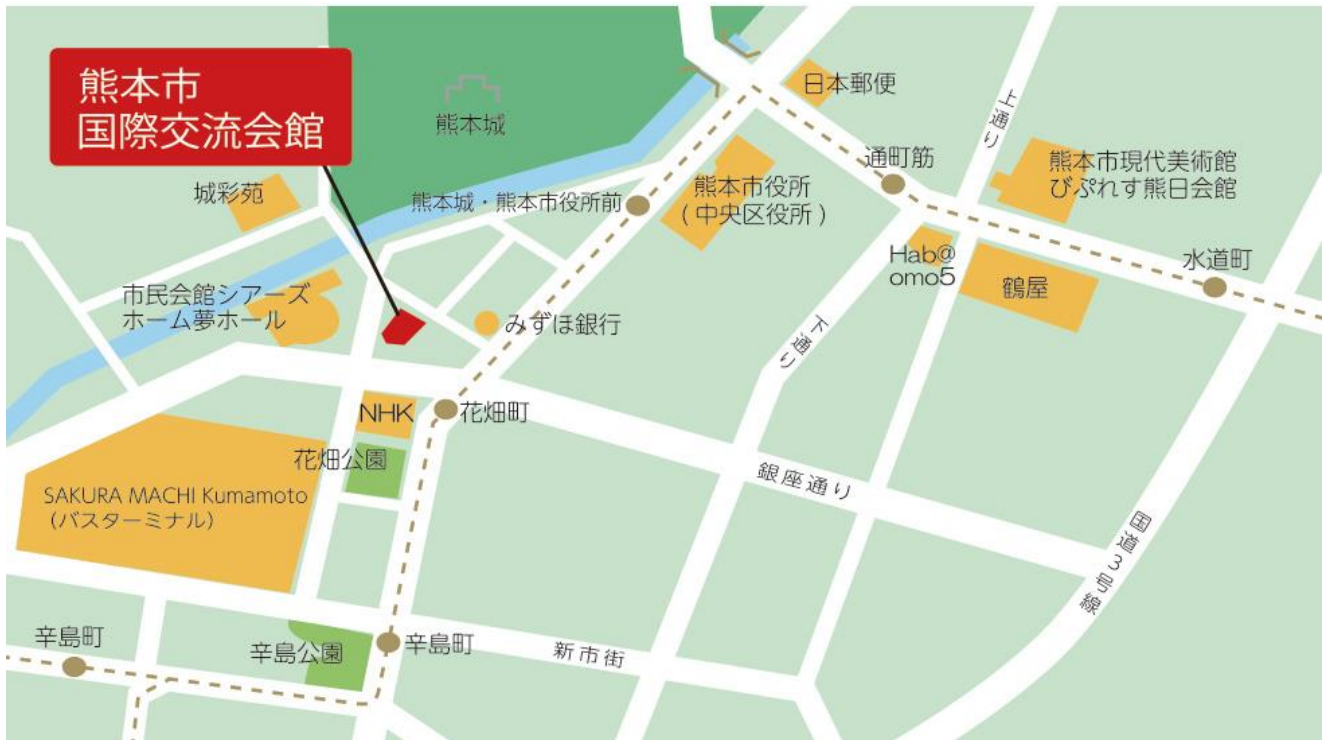 熊本市
国際交流会館
熊本城
日本郵便
上通り
城彩苑
熊本城・熊本市役所前
熊本市役所
(中央区役所)
通町筋
熊本市現代美術館
びぷれす熊日会館
Hab@
omo5
鶴屋
水道町
市民会館シアーズ
ホーム夢ホール
みずほ銀行
下通り
NHK
花畑町
花畑公園
銀座通り
SAKURA MACHI Kumamoto
(バスターミナル)
国道3号線
辛島町
辛島公園
辛島町
新市街